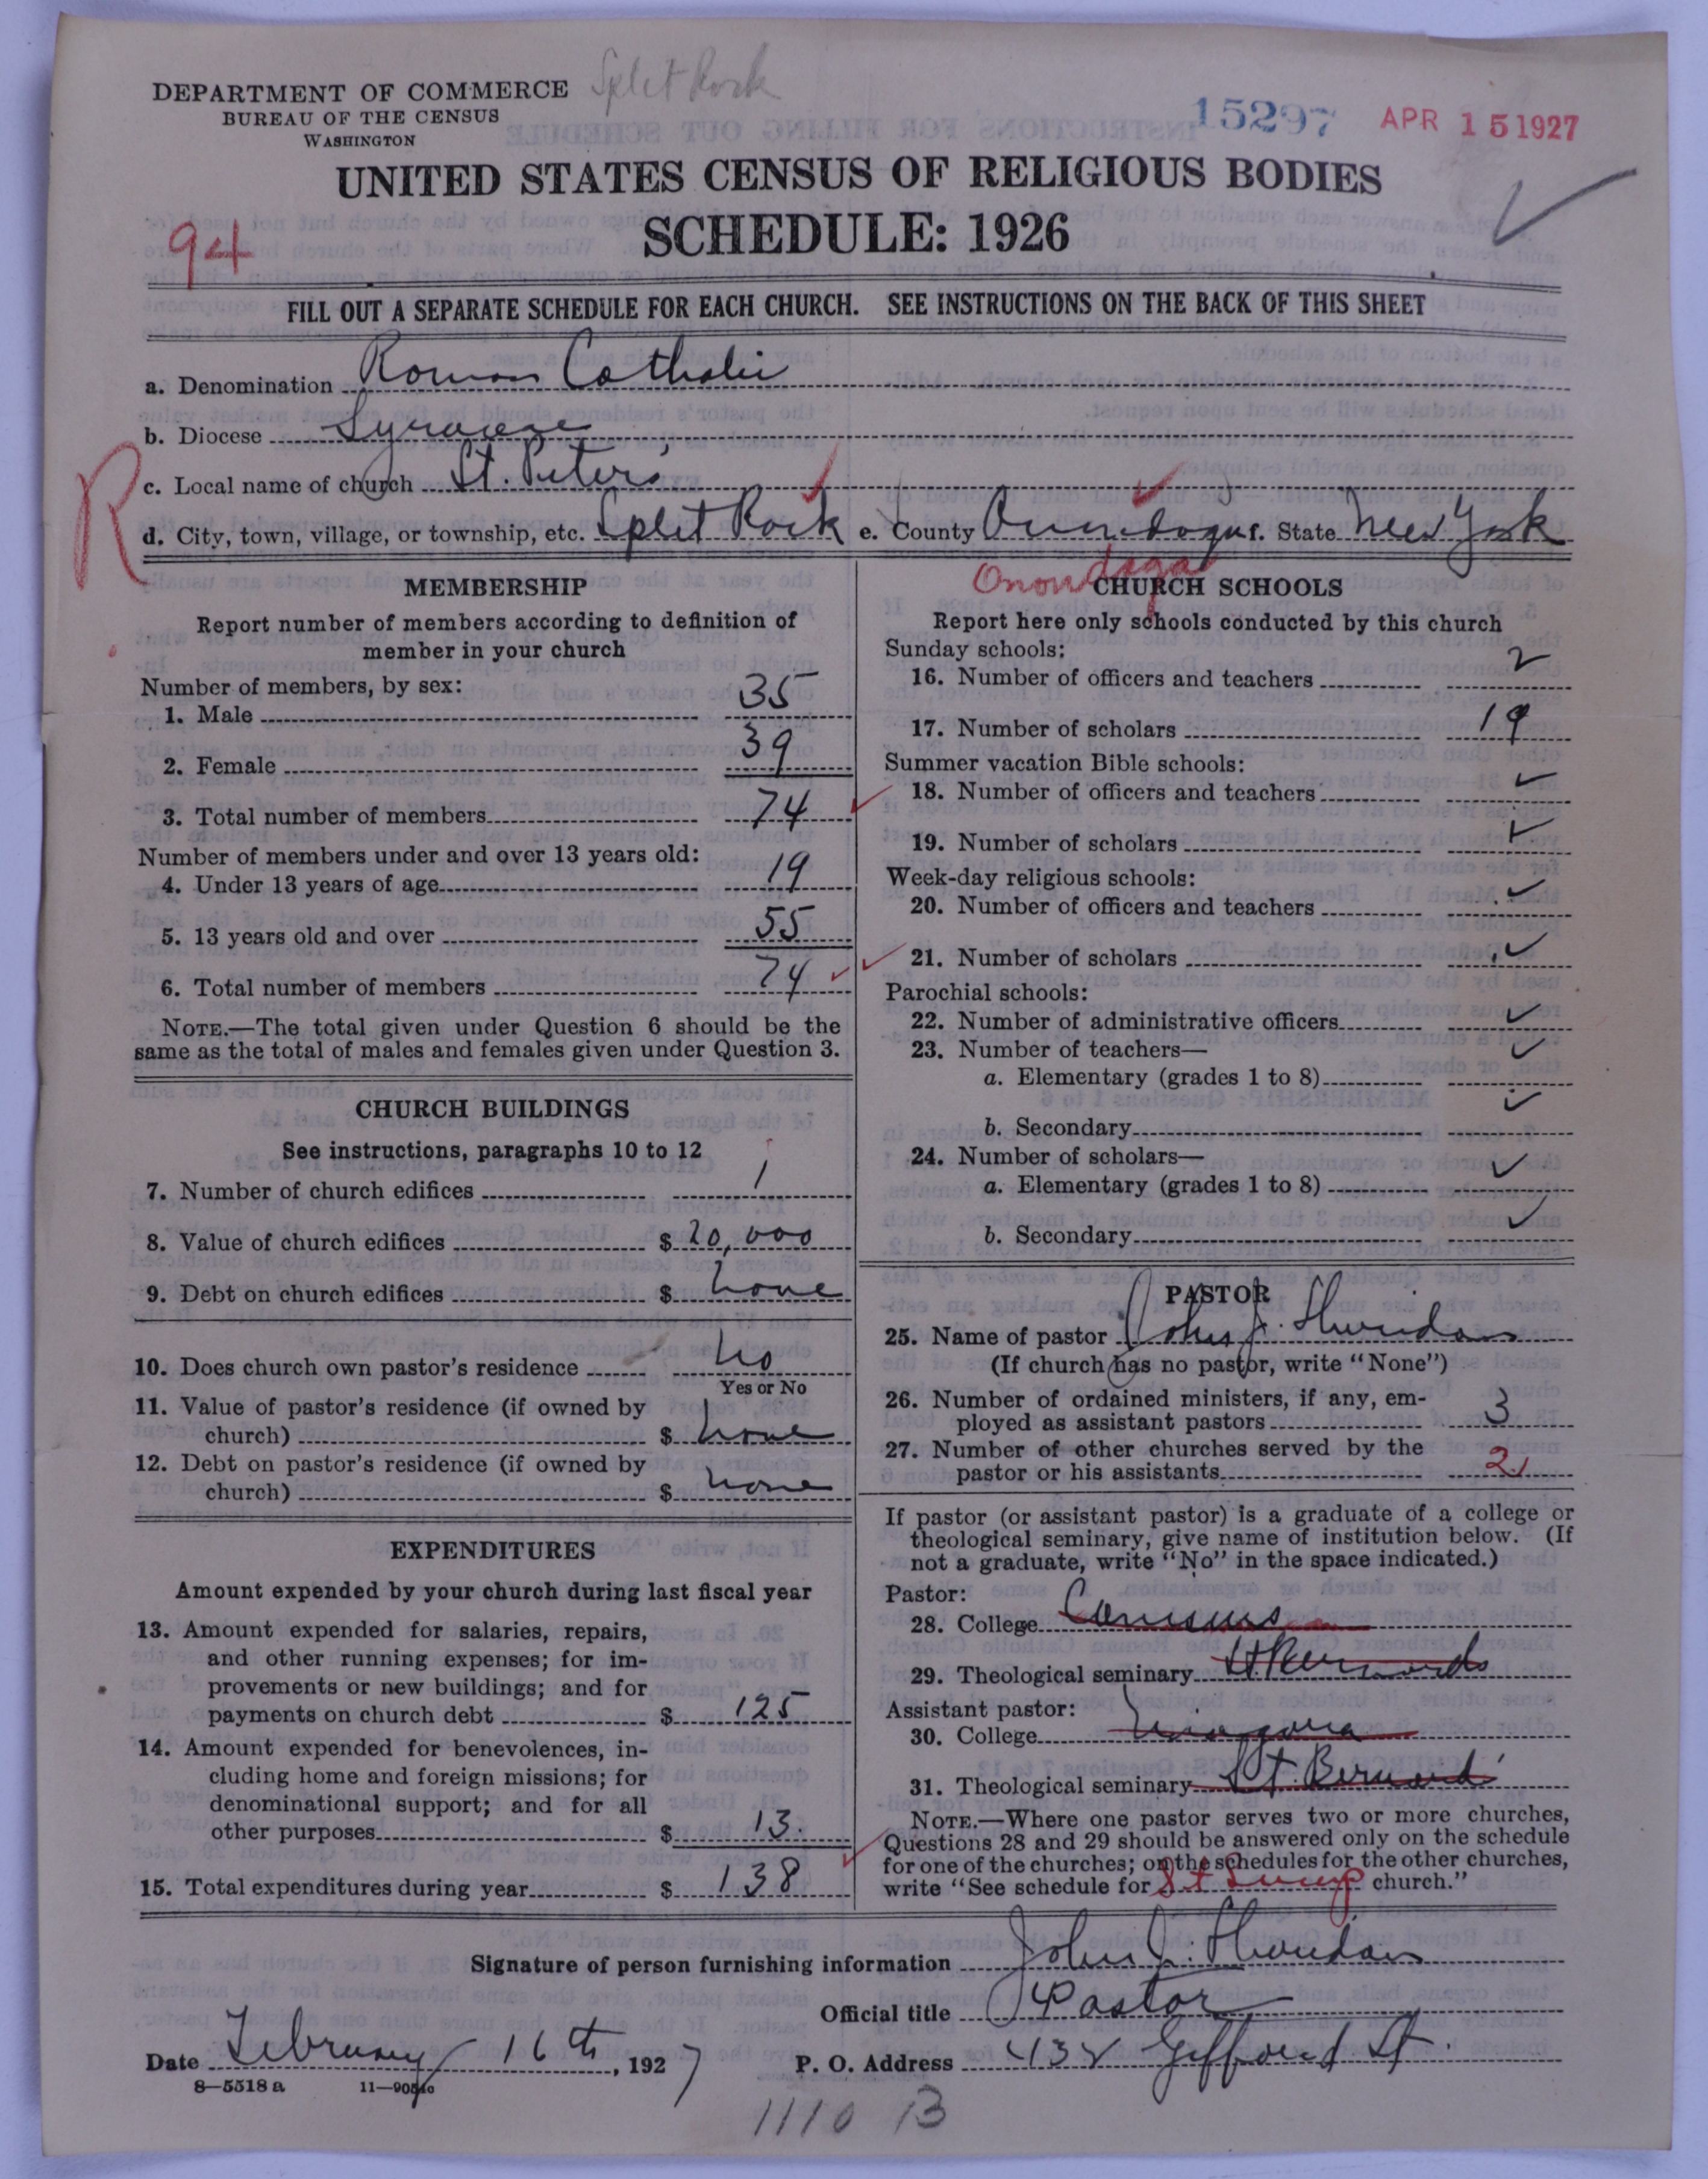 DEPARTMENT OF COMMERCE
BUREAU OF THE CENSUS
WASHINGTON
Split Rock
15297
APR 15 1927
UNITED STATES CENSUS OF RELIGIOUS BODIES
SCHEDULE: 1926
94
FILL OUT A SEPARATE SCHEDULE FOR EACH CHURCH. SEE INSTRUCTIONS ON THE BACK OF THIS SHEET
a. Denomination Roman Catholic
b. Diocese Syracuse
R
c. Local name of church St. Peters'
d. City, town, village, or township, etc. Split Rock e. County Onondaga f. State New York
Onondaga
MEMBERSHIP
Report number of members according to definition of
member in your church
Number of members, by sex:
1. Male 35
2. Female 39
3. Total number of members 74
Number of members under and over 13 years old:
4. Under 13 years of age 19
5. 13 years old and over 55
6. Total number of members 74
NOTE.—The total given under Question 6 should be the
same as the total of males and females given under Question 3.
CHURCH BUILDINGS
See instructions, paragraphs 10 to 12
7. Number of church edifices 1
8. Value of church edifices $ 20,000
9. Debt on church edifices $ none
10. Does church own pastor's residence no
Yes or No
11. Value of pastor's residence (if owned by
church) $ none
12. Debt on pastor's residence (if owned by
church) $ none
EXPENDITURES
Amount expended by your church during last fiscal year
13. Amount expended for salaries, repairs,
and other running expenses; for im-
provements or new buildings; and for
payments on church debt $ 125
14. Amount expended for benevolences, in-
cluding home and foreign missions; for
denominational support; and for all
other purposes $ 13.
15. Total expenditures during year $ 138
CHURCH SCHOOLS
Report here only schools conducted by this church
Sunday schools:
16. Number of officers and teachers 2
17. Number of scholars 19
Summer vacation Bible schools:
18. Number of officers and teachers
19. Number of scholars
Week-day religious schools:
20. Number of officers and teachers
21. Number of scholars
Parochial schools:
22. Number of administrative officers
23. Number of teachers—
a. Elementary (grades 1 to 8)
b. Secondary
24. Number of scholars—
a. Elementary (grades 1 to 8)
b. Secondary
PASTOR
25. Name of pastor John J. Sheridan
(If church has no pastor, write "None")
26. Number of ordained ministers, if any, em-
ployed as assistant pastors 3
27. Number of other churches served by the
pastor or his assistants 2
If pastor (or assistant pastor) is a graduate of a college or
theological seminary, give name of institution below. (If
not a graduate, write "No" in the space indicated.)
Pastor:
28. College Canisius
29. Theological seminary St Bernards
Assistant pastor:
30. College Niagara
31. Theological seminary St. Bernard'
NOTE.—Where one pastor serves two or more churches,
Questions 28 and 29 should be answered only on the schedule
for one of the churches; on the schedules for the other churches,
write "See schedule for St church."
Signature of person furnishing information John J. Sheridan
Official title Pastor
Date February 16th, 1927 P. O. Address 432 Gifford St.
8—5518 a 11—9054c
1110 B